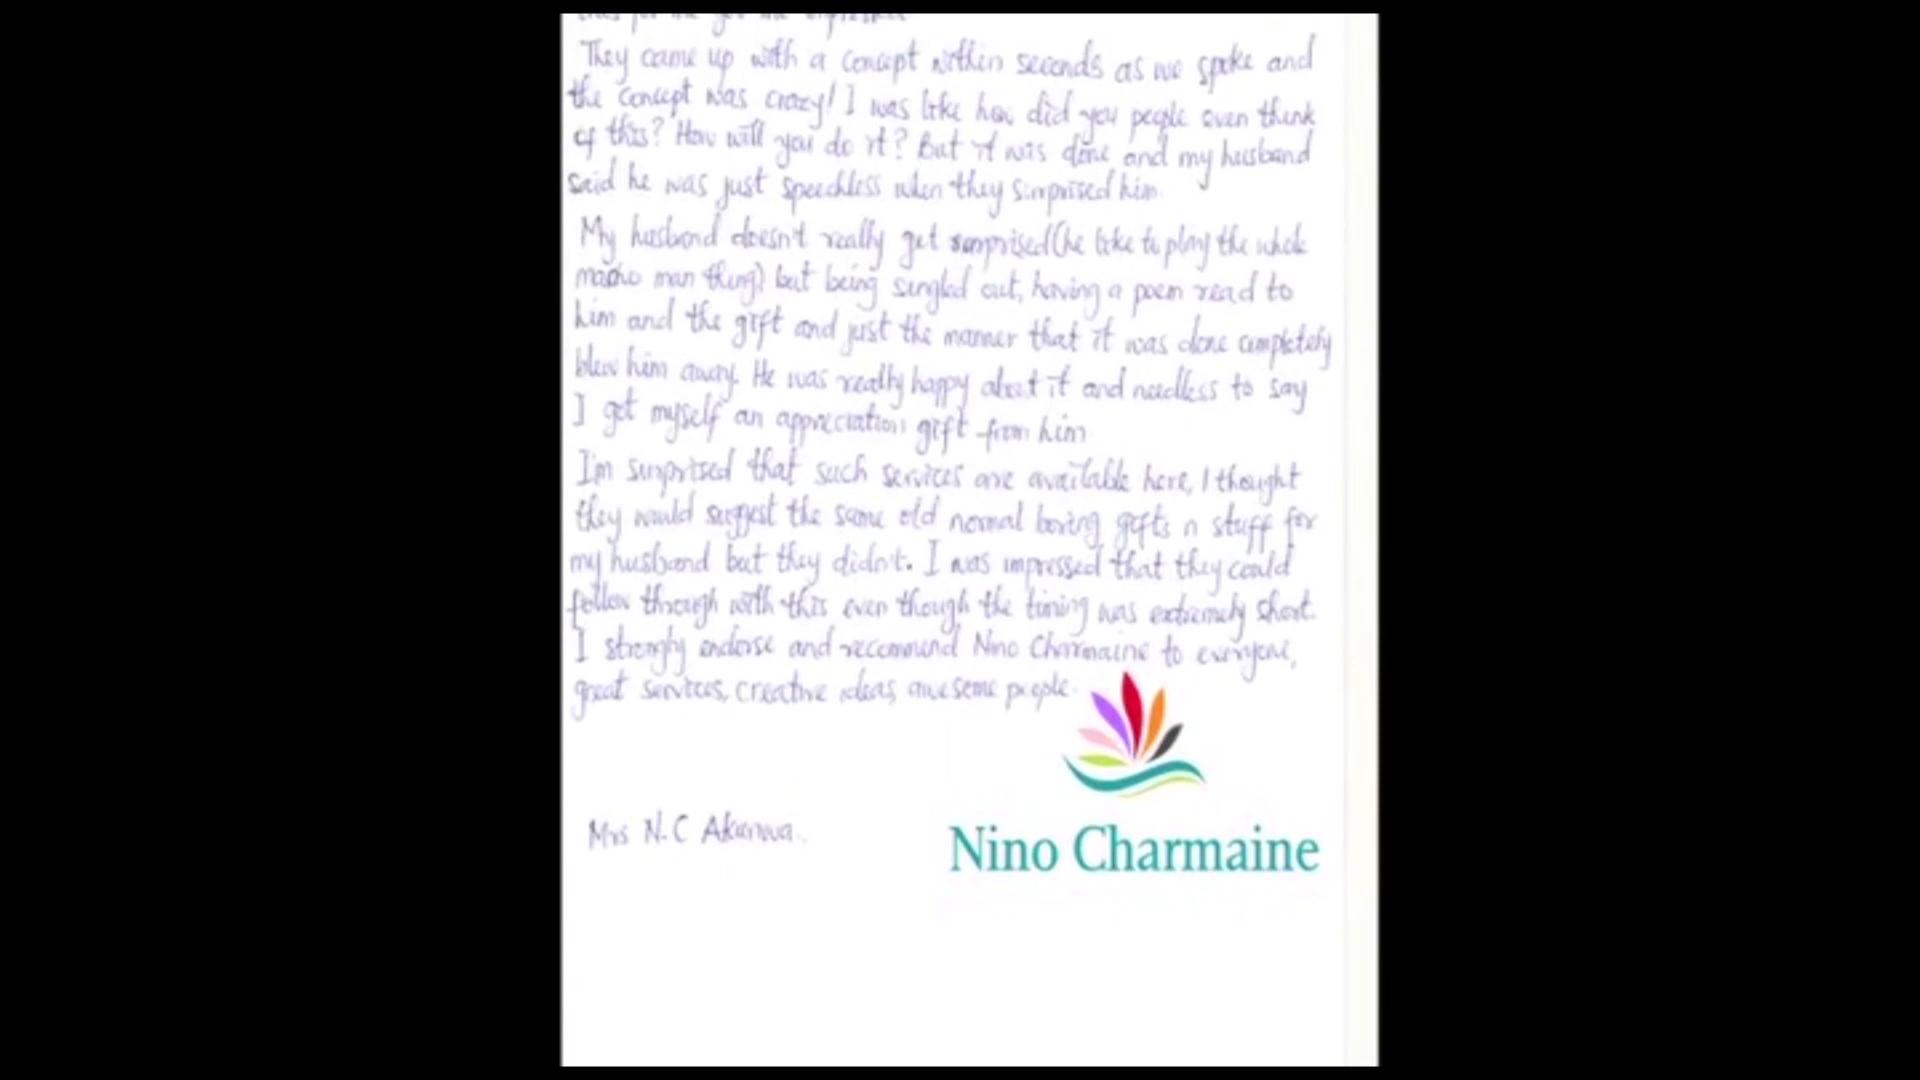 They came up with a concept within seconds as we spoke and
the concept was crazy! I was like how did you people even think
of this? How will you do it? But it was done and my husband
said he was just speechless when they surprised him.
My husband doesn't really get surprised (he like to play the whole
macho man thing) but being singled out, having a poem read to
him and the gift and just the manner that it was done completely
blew him away. He was really happy about it and needless to say
I got myself an appreciation gift from him.
I'm surprised that such services are available here, I thought
they would suggest the same old normal boring gifts n stuff for
my husband but they didn't. I was impressed that they could
follow through with this even though the timing was extremely short.
I strongly endorse and recommend Nino Charmaine to everyone,
great services, creative ideas, awesome people.
Mrs N.C
Nino Charmaine